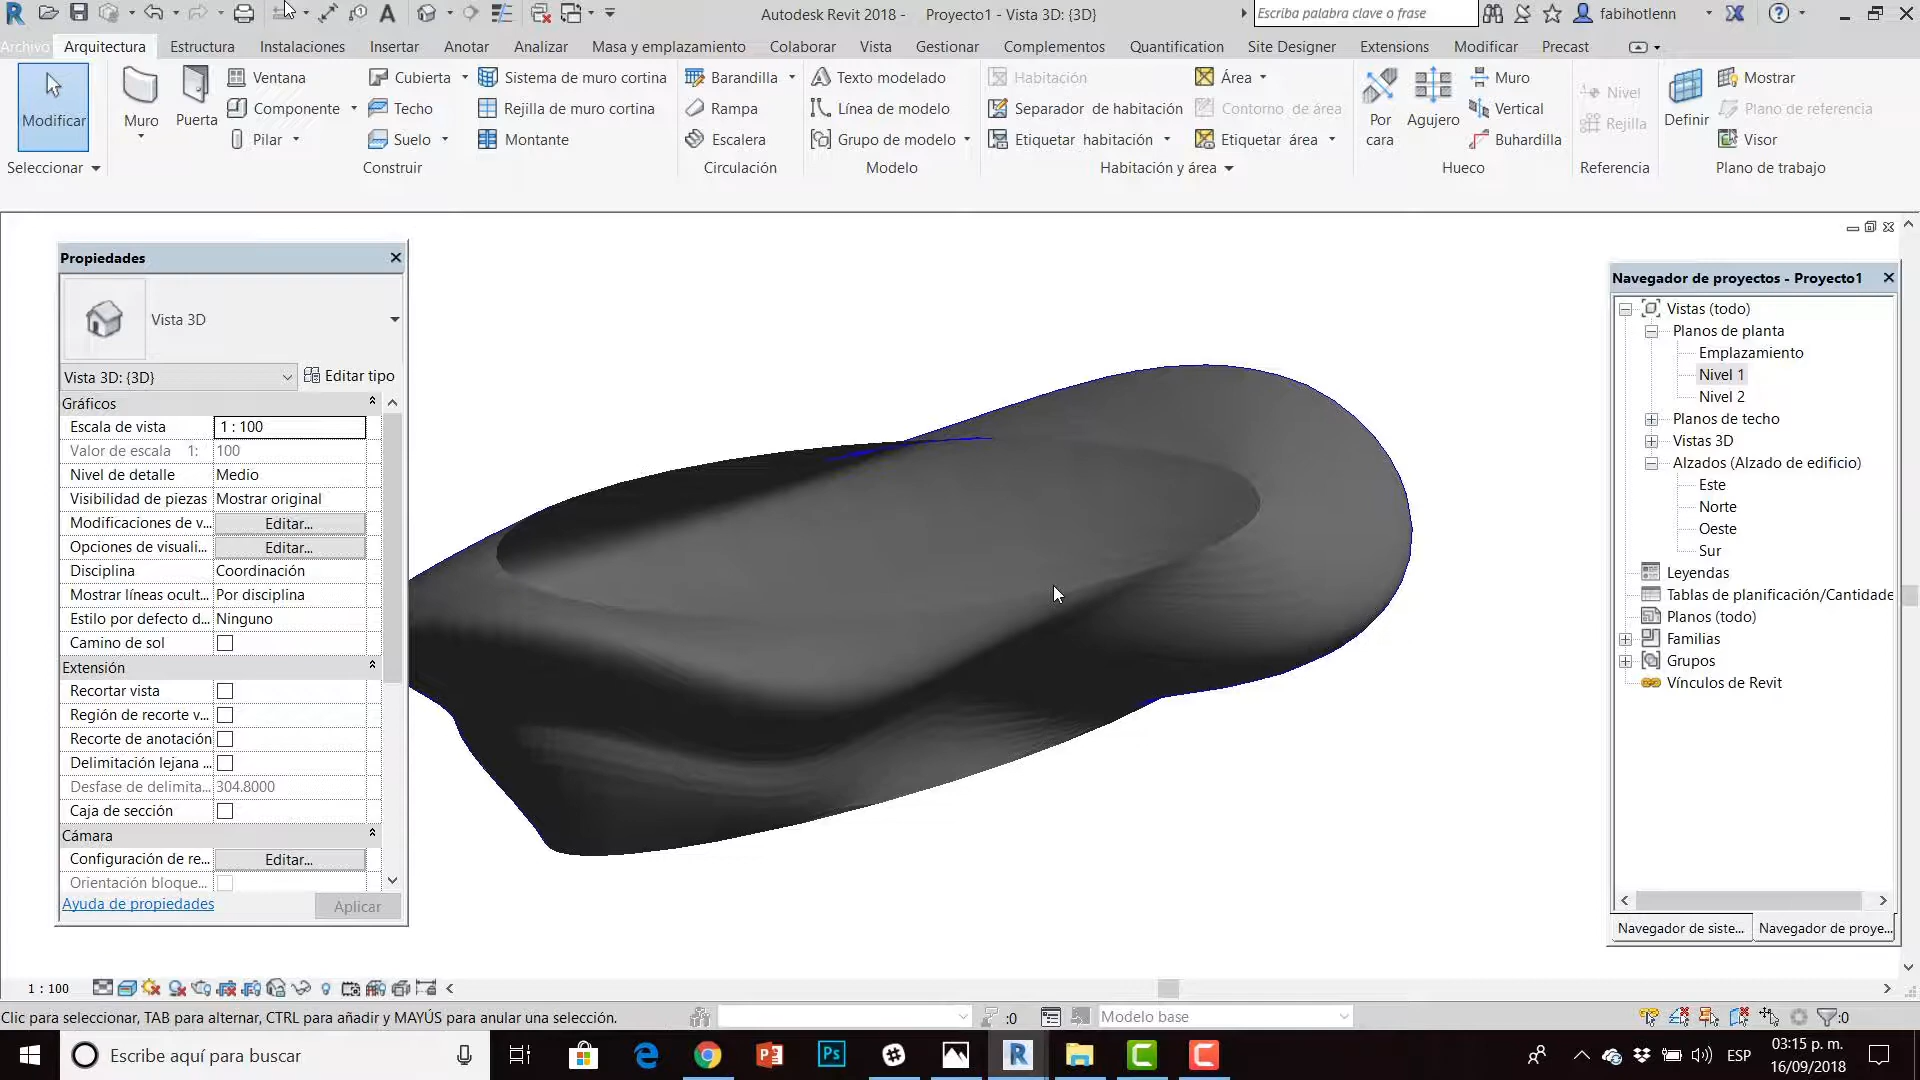 Autodesk Revit 2018 - Proyecto1 - Vista 3D: {3D}
Escriba palabra clave o frase
fabihotlenn
Archivo Arquitectura Estructura Instalaciones Insertar Anotar Analizar Masa y emplazamiento Colaborar Vista Gestionar Complementos Quantification Site Designer Extensions Modificar Precast
Modificar
Seleccionar
Muro
Puerta
Ventana
Componente
Pilar
Cubierta
Techo
Suelo
Sistema de muro cortina
Rejilla de muro cortina
Montante
Construir
Barandilla
Rampa
Escalera
Circulación
Texto modelado
Línea de modelo
Grupo de modelo
Modelo
Habitación
Separador de habitación
Etiquetar habitación
Área
Contorno de área
Etiquetar área
Habitación y área
Por cara
Agujero
Muro
Vertical
Buhardilla
Hueco
Nivel
Rejilla
Referencia
Definir
Mostrar
Plano de referencia
Visor
Plano de trabajo
Propiedades
Vista 3D
Vista 3D: {3D} Editar tipo
Gráficos
Escala de vista 1 : 100
Valor de escala 1: 100
Nivel de detalle Medio
Visibilidad de piezas Mostrar original
Modificaciones de v... Editar...
Opciones de visuali... Editar...
Disciplina Coordinación
Mostrar líneas ocult... Por disciplina
Estilo por defecto d... Ninguno
Camino de sol
Extensión
Recortar vista
Región de recorte v...
Recorte de anotación
Delimitación lejana ...
Desfase de delimita... 304.8000
Caja de sección
Cámara
Configuración de re... Editar...
Orientación bloque...
Ayuda de propiedades Aplicar
Navegador de proyectos - Proyecto1
Vistas (todo)
Planos de planta
Emplazamiento
Nivel 1
Nivel 2
Planos de techo
Vistas 3D
Alzados (Alzado de edificio)
Este
Norte
Oeste
Sur
Leyendas
Tablas de planificación/Cantidade
Planos (todo)
Familias
Grupos
Vínculos de Revit
Navegador de siste... Navegador de proye...
1 : 100
Clic para seleccionar, TAB para alternar, CTRL para añadir y MAYÚS para anular una selección.
:0
Modelo base
:0
Escribe aquí para buscar
ESP
03:15 p. m.
16/09/2018